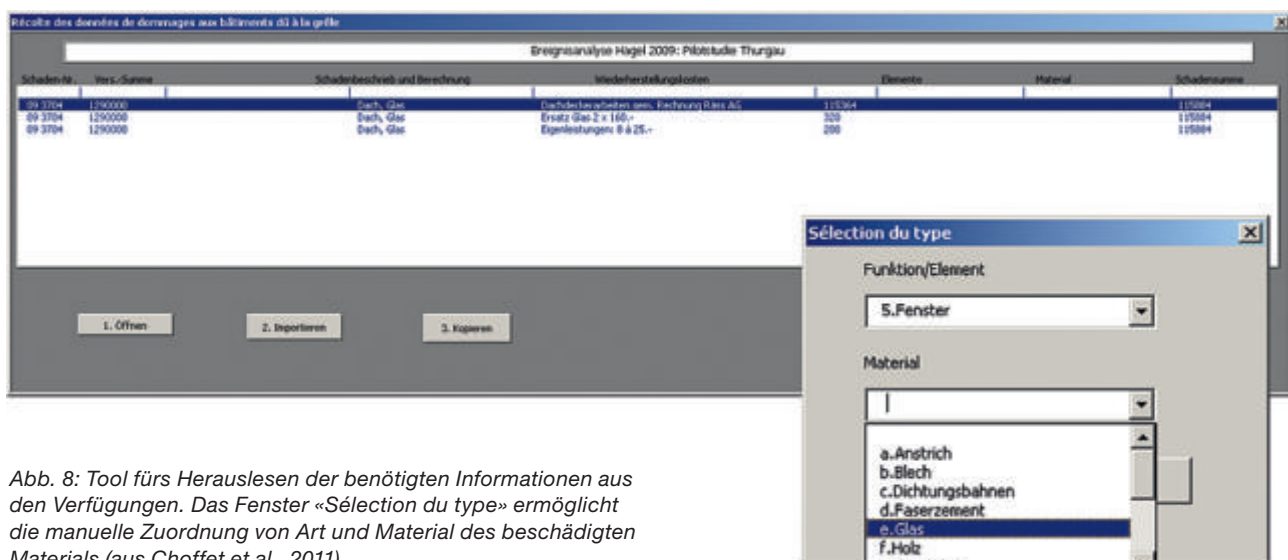 Récolte des données de dommages aux bâtiments dû à la grêle
Ereignisanalyse Hagel 2009: Pilotstudie Thurgau
Schaden-Nr. Vers.-Summe Schadenbeschrieb und Berechnung Wiederherstellungskosten Elemente Material Schadensumme
09 3704 1290000 Dach, Glas Dachdeckerarbeiten gem. Rechnung Räss AG 115364 115884
09 3704 1290000 Dach, Glas Ersatz Glas 2 x 160.- 320 115884
09 3704 1290000 Dach, Glas Eigenleistungen: 8 à 25.- 200 115884
1. Öffnen 2. Importieren 3. Kopieren
Sélection du type
Funktion/Element
5.Fenster
Material
a.Anstrich
b.Blech
c.Dichtungsbahnen
d.Faserzement
e.Glas
f.Holz
Abb. 8: Tool fürs Herauslesen der benötigten Informationen aus
den Verfügungen. Das Fenster «Sélection du type» ermöglicht
die manuelle Zuordnung von Art und Material des beschädigten
Materials (aus Choffet et al., 2011)